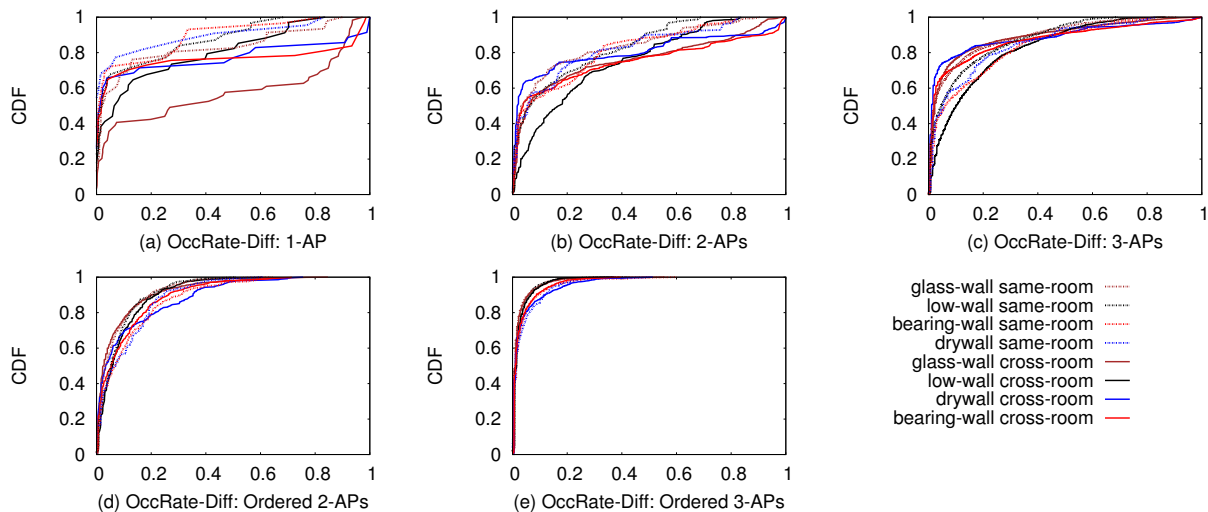 1
0.8
0.6
0.4
0.2
0
CDF
0 0.2 0.4 0.6 0.8 1
(a) OccRate-Diff: 1-AP
1
0.8
0.6
0.4
0.2
0
CDF
0 0.2 0.4 0.6 0.8 1
(b) OccRate-Diff: 2-APs
1
0.8
0.6
0.4
0.2
0
CDF
0 0.2 0.4 0.6 0.8 1
(c) OccRate-Diff: 3-APs
1
0.8
0.6
0.4
0.2
0
CDF
0 0.2 0.4 0.6 0.8 1
(d) OccRate-Diff: Ordered 2-APs
1
0.8
0.6
0.4
0.2
0
CDF
0 0.2 0.4 0.6 0.8 1
(e) OccRate-Diff: Ordered 3-APs
glass-wall same-room
low-wall same-room
bearing-wall same-room
drywall same-room
glass-wall cross-room
low-wall cross-room
drywall cross-room
bearing-wall cross-room